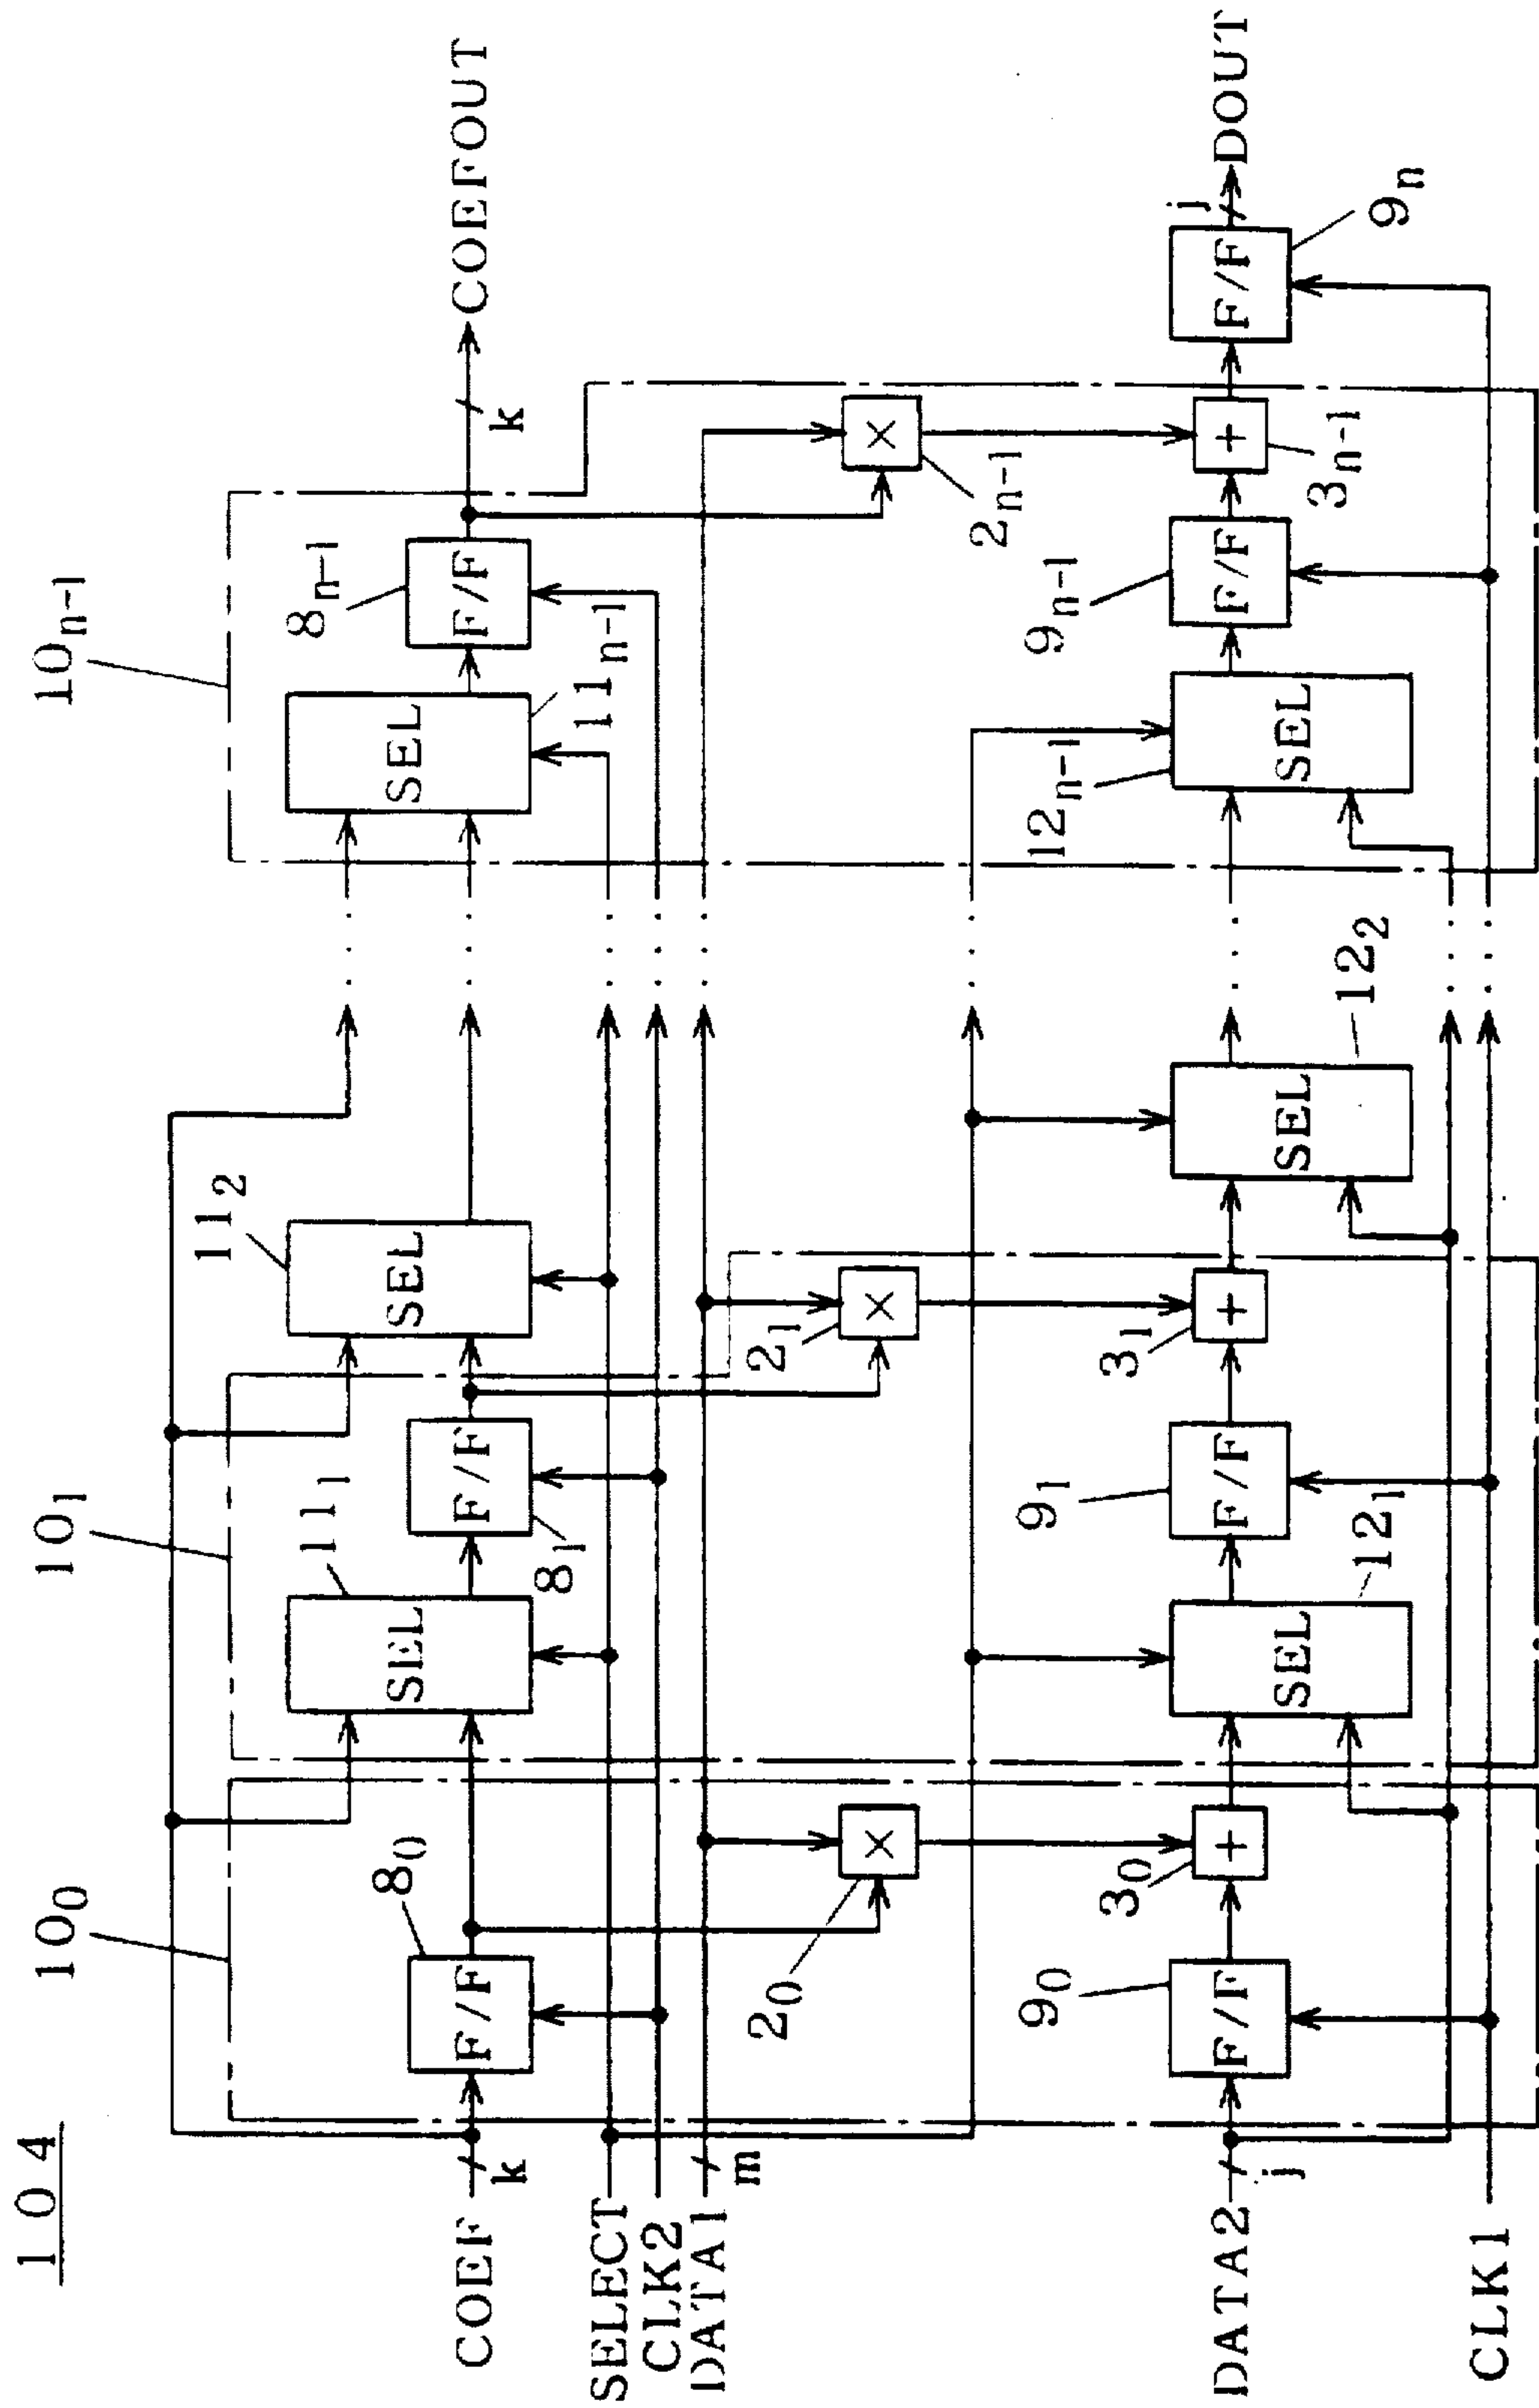 104
10₀
10₁
10ₙ₋₁
COEF
k
8₀
F/F
11₁
SEL
8₁
F/F
11₂
SEL
. . .
. . .
SEL
11ₙ₋₁
8ₙ₋₁
F/F
k
COEFOUT
SELECT
CLK2
DATA1
m
. . .
. . .
. . .
2₀
×
2₁
×
2ₙ₋₁
×
. . .
DATA2
j
9₀
F/F
3₀
+
SEL
12₁
9₁
F/F
3₁
+
SEL
12₂
. . .
12ₙ₋₁
SEL
9ₙ₋₁
F/F
+
3ₙ₋₁
F/F
9ₙ
j
DOUT
. . .
CLK1
. . .